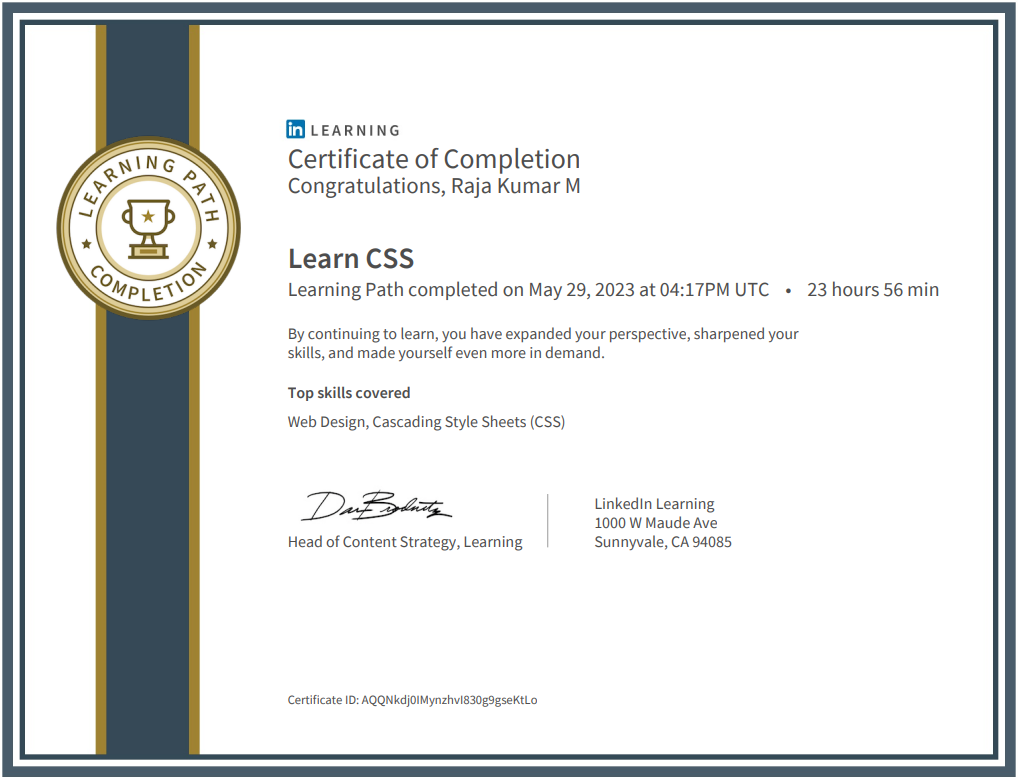 LEARNING PATH
COMPLETION
in LEARNING
Certificate of Completion
Congratulations, Raja Kumar M
Learn CSS
Learning Path completed on May 29, 2023 at 04:17PM UTC • 23 hours 56 min
By continuing to learn, you have expanded your perspective, sharpened your
skills, and made yourself even more in demand.
Top skills covered
Web Design, Cascading Style Sheets (CSS)
Head of Content Strategy, Learning
LinkedIn Learning
1000 W Maude Ave
Sunnyvale, CA 94085
Certificate ID: AQQNkdj0IMynzhvI830g9gseKtLo